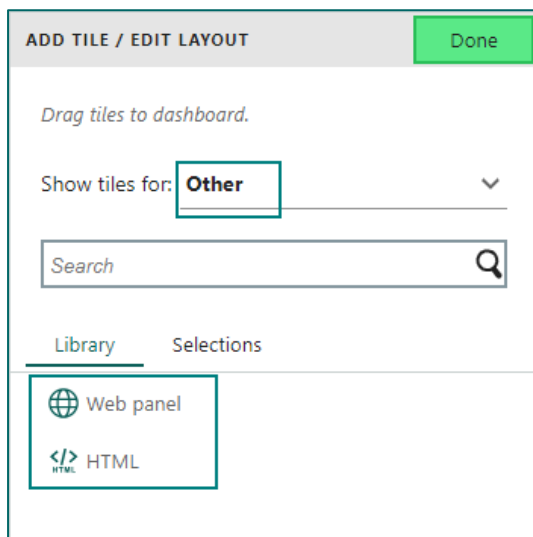 ADD TILE / EDIT LAYOUT Done
Drag tiles to dashboard.
Show tiles for: Other
Search
Library Selections
Web panel
</> HTML HTML